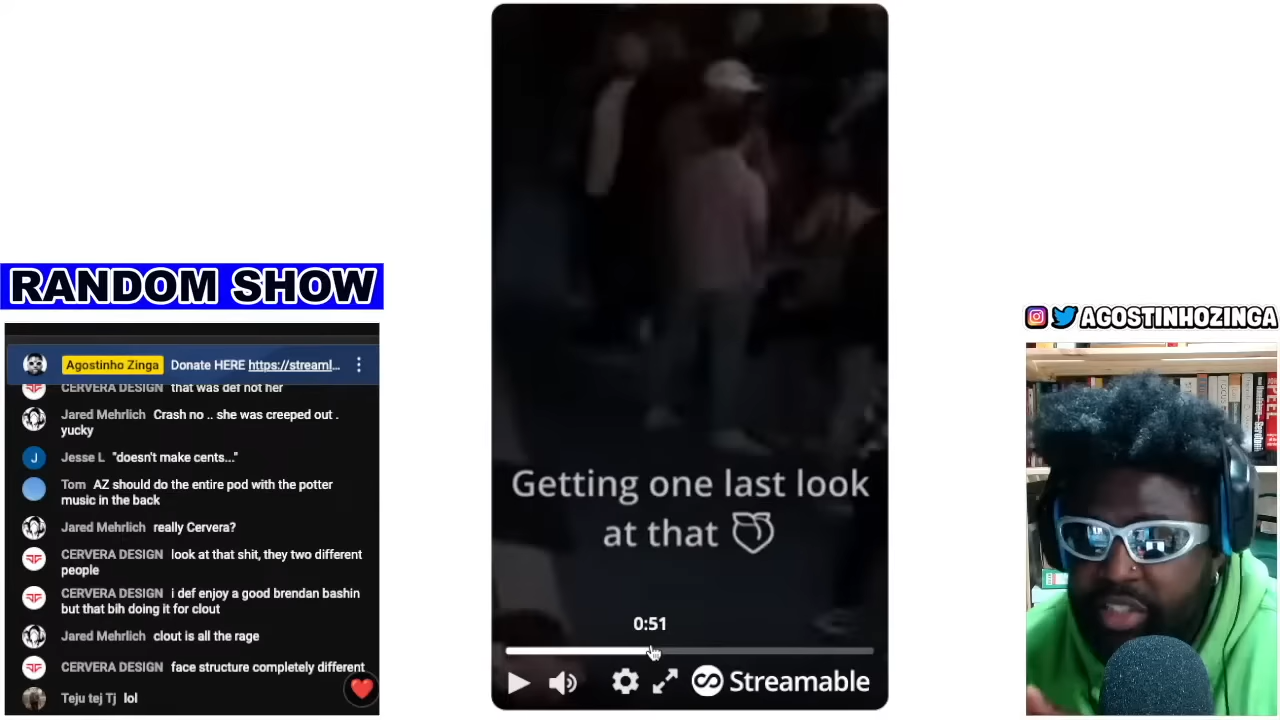 RANDOM SHOW
Agostinho Zinga Donate HERE https://streaml...
CERVERA DESIGN that was def not her
Jared Mehrlich Crash no .. she was creeped out .
yucky
J
Jesse L "doesn't make cents..."
Tom AZ should do the entire pod with the potter
music in the back
Jared Mehrlich really Cervera?
CERVERA DESIGN look at that shit, they two different
people
CERVERA DESIGN i def enjoy a good brendan bashin
but that bih doing it for clout
Jared Mehrlich clout is all the rage
CERVERA DESIGN face structure completely different
Teju tej Tj lol
Getting one last look
at that
0:51
Streamable
AGOSTINHOZINGA